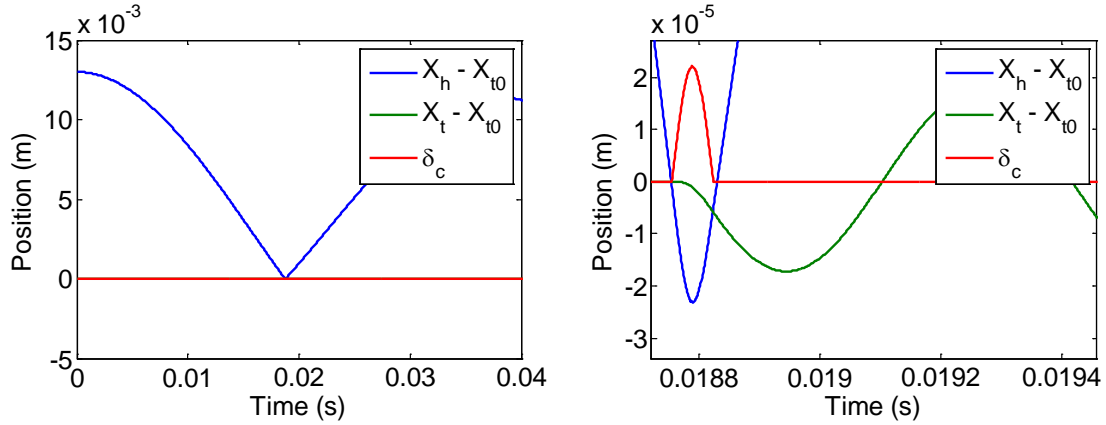 x 10⁻³
15
10
5
0
-5
Position (m)
0
0.01
0.02
0.03
0.04
Time (s)
X_h - X_t0
X_t - X_t0
δ_c
x 10⁻⁵
2
1
0
-1
-2
-3
Position (m)
0.0188
0.019
0.0192
0.0194
Time (s)
X_h - X_t0
X_t - X_t0
δ_c